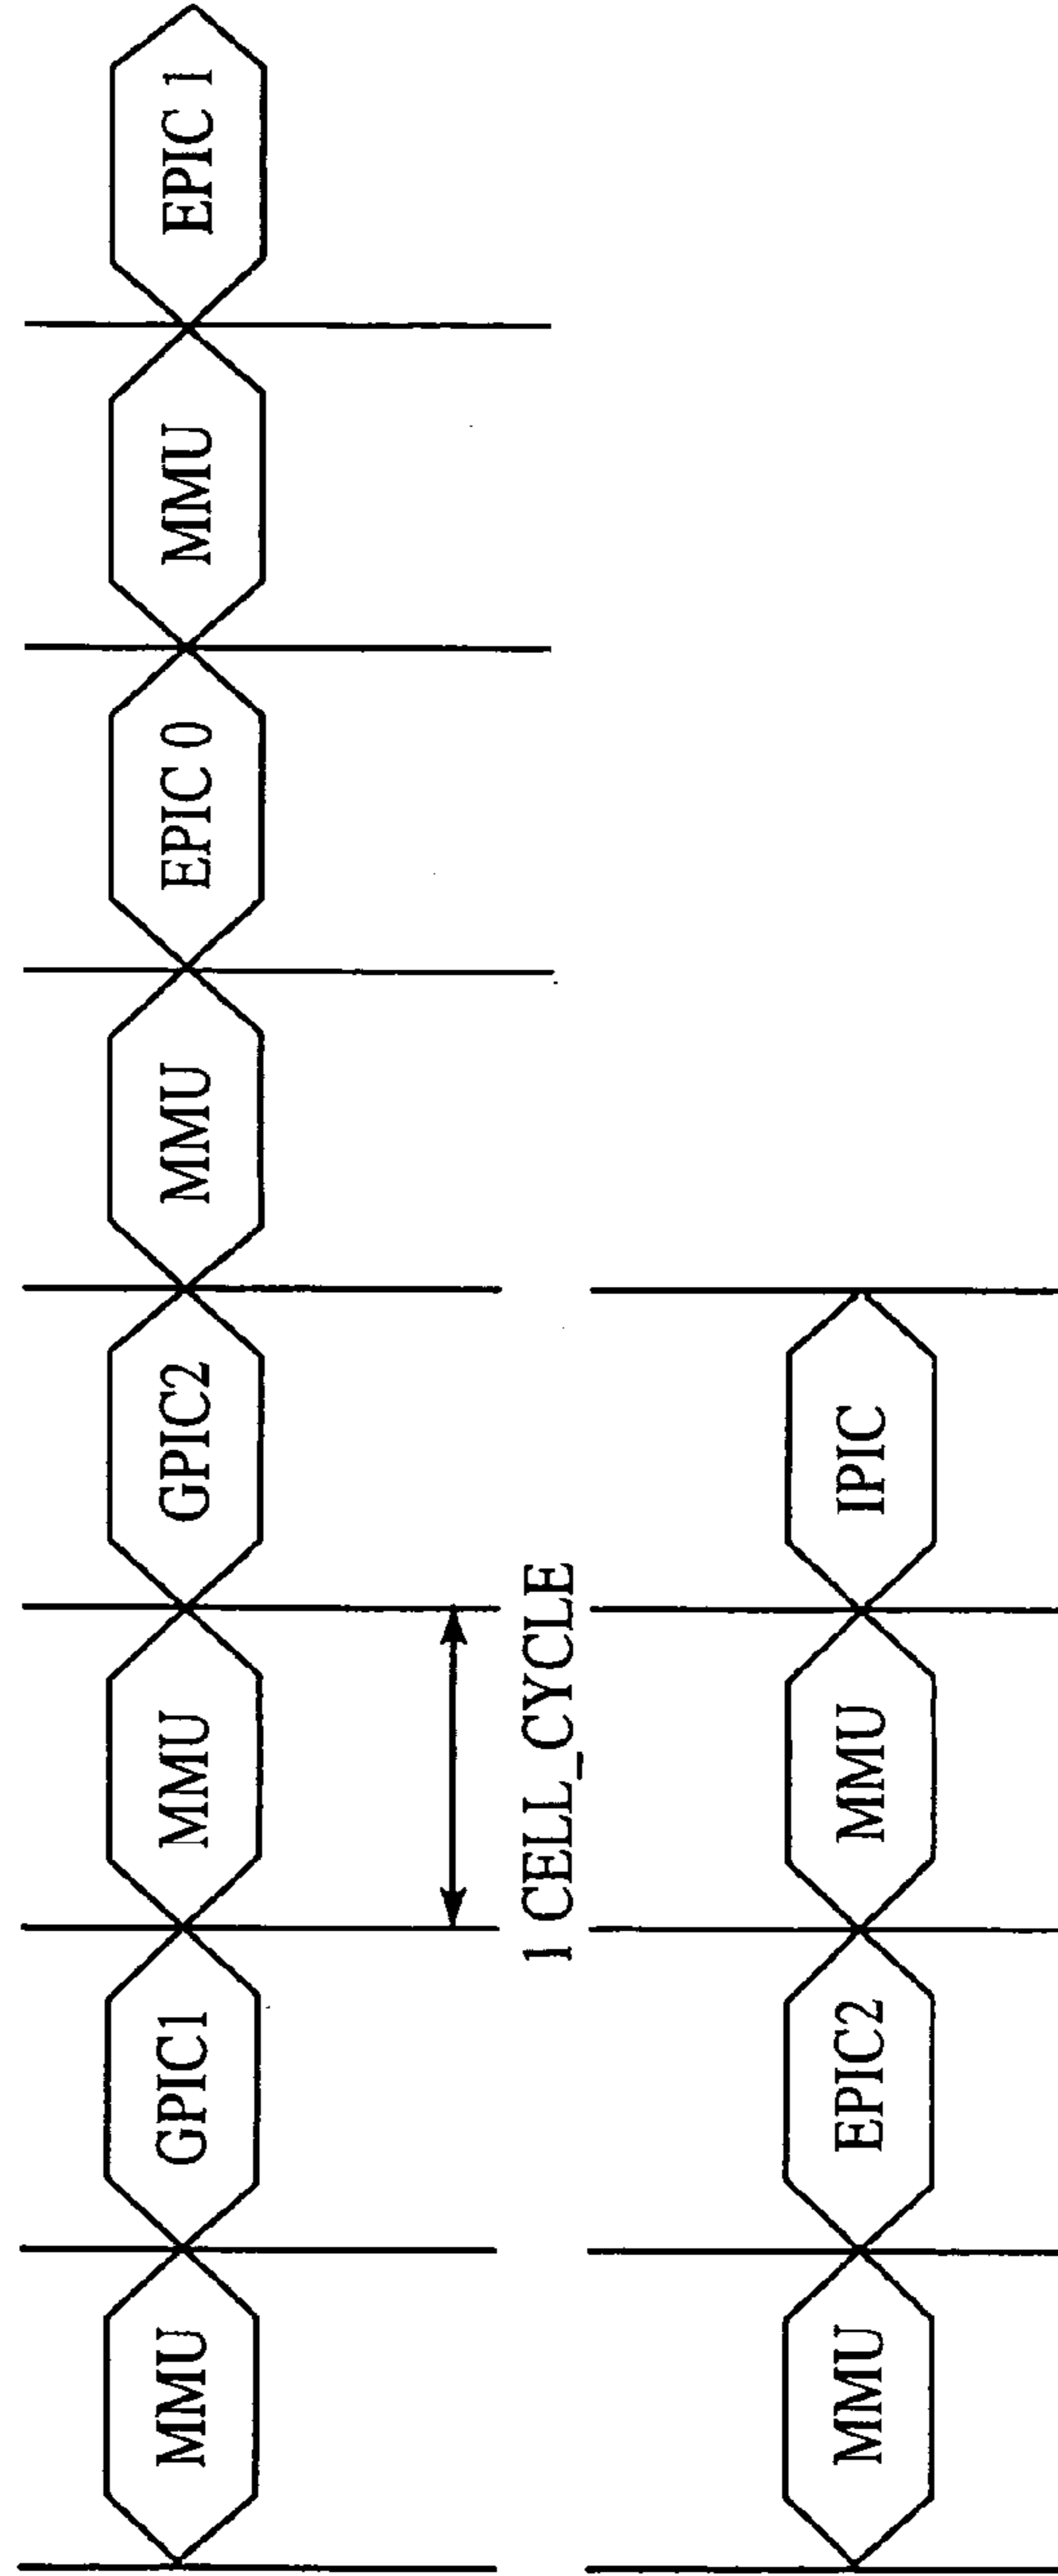 MMU
GPIC1
MMU
GPIC2
MMU
EPIC 0
MMU
EPIC 1
1 CELL_CYCLE
MMU
EPIC2
MMU
IPIC